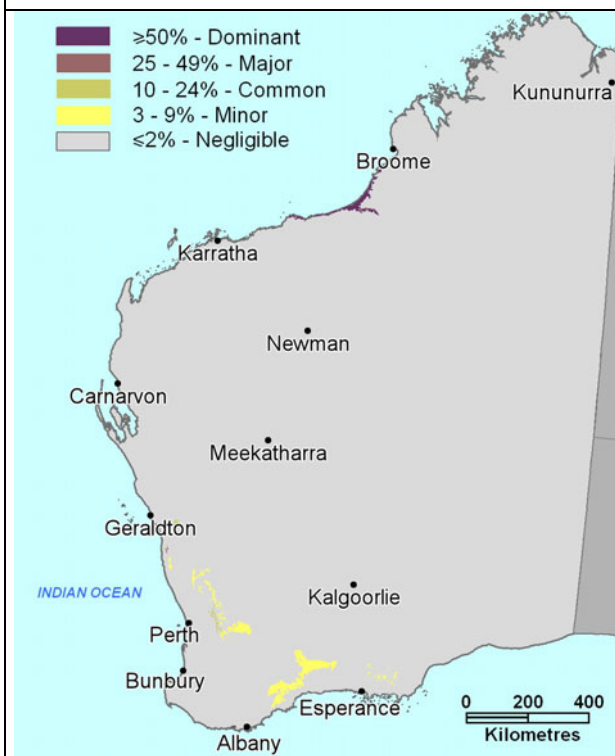 ≥50% - Dominant
25 - 49% - Major
10 - 24% - Common
3 - 9% - Minor
≤2% - Negligible
Kununurra
Broome
Karratha
Newman
Carnarvon
Meekatharra
Geraldton
INDIAN OCEAN
Kalgoorlie
Perth
Bunbury
Esperance
Albany
0 200 400
Kilometres